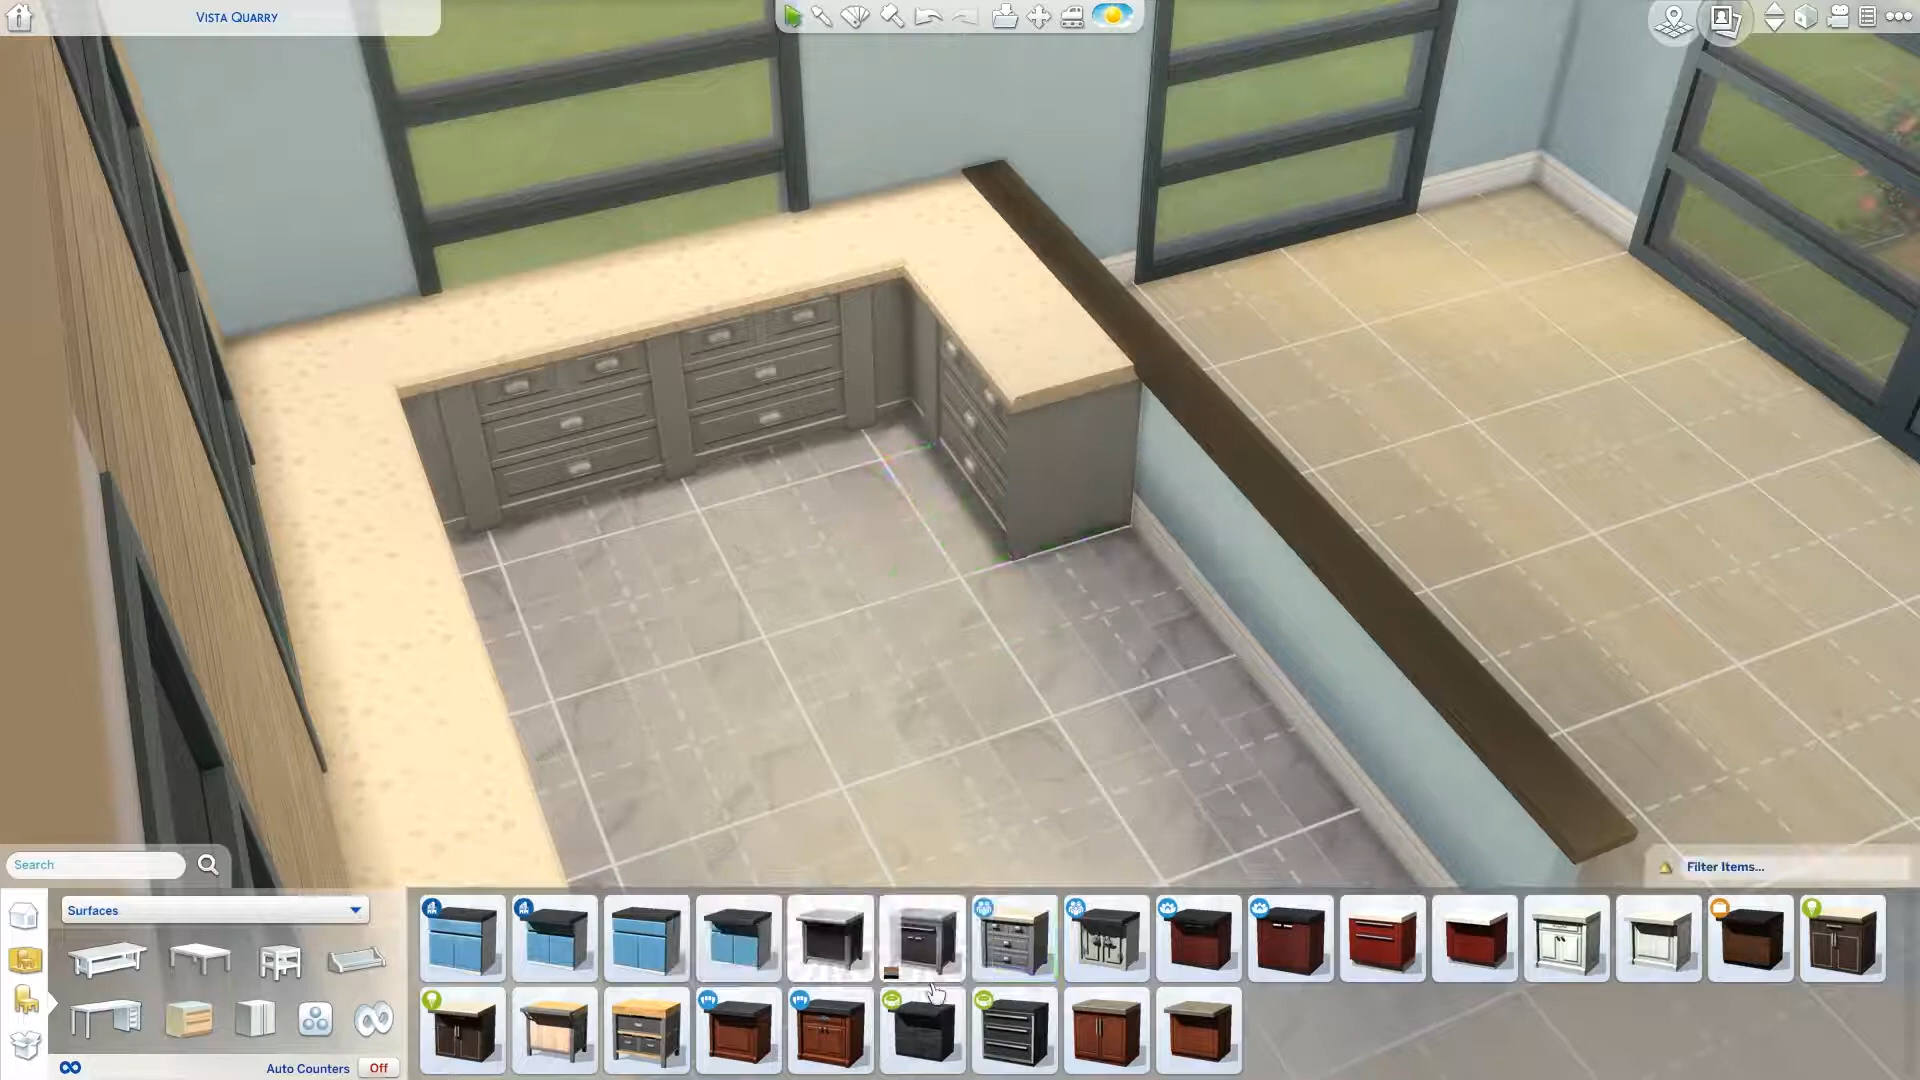 VISTA QUARRY
Search
Filter Items...
Surfaces
Auto Counters
Off